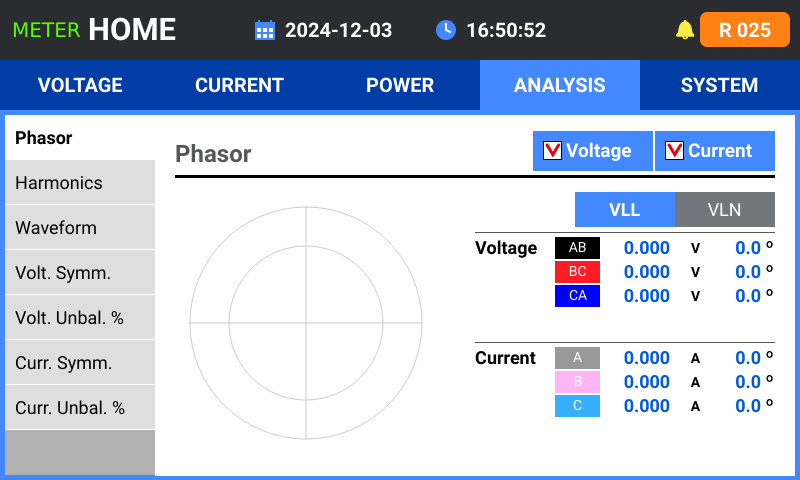 METER HOME 2024-12-03 16:50:52 R 025
VOLTAGE CURRENT POWER ANALYSIS SYSTEM
Phasor
Harmonics
Waveform
Volt. Symm.
Volt. Unbal. %
Curr. Symm.
Curr. Unbal. %
Phasor Voltage Current
VLL VLN
Voltage AB 0.000 V 0.0 º
BC 0.000 V 0.0 º
CA 0.000 V 0.0 º
Current A 0.000 A 0.0 º
B 0.000 A 0.0 º
C 0.000 A 0.0 º